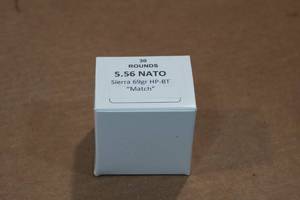 30
ROUNDS
5.56 NATO
Sierra 69gr HP-BT
"Match"